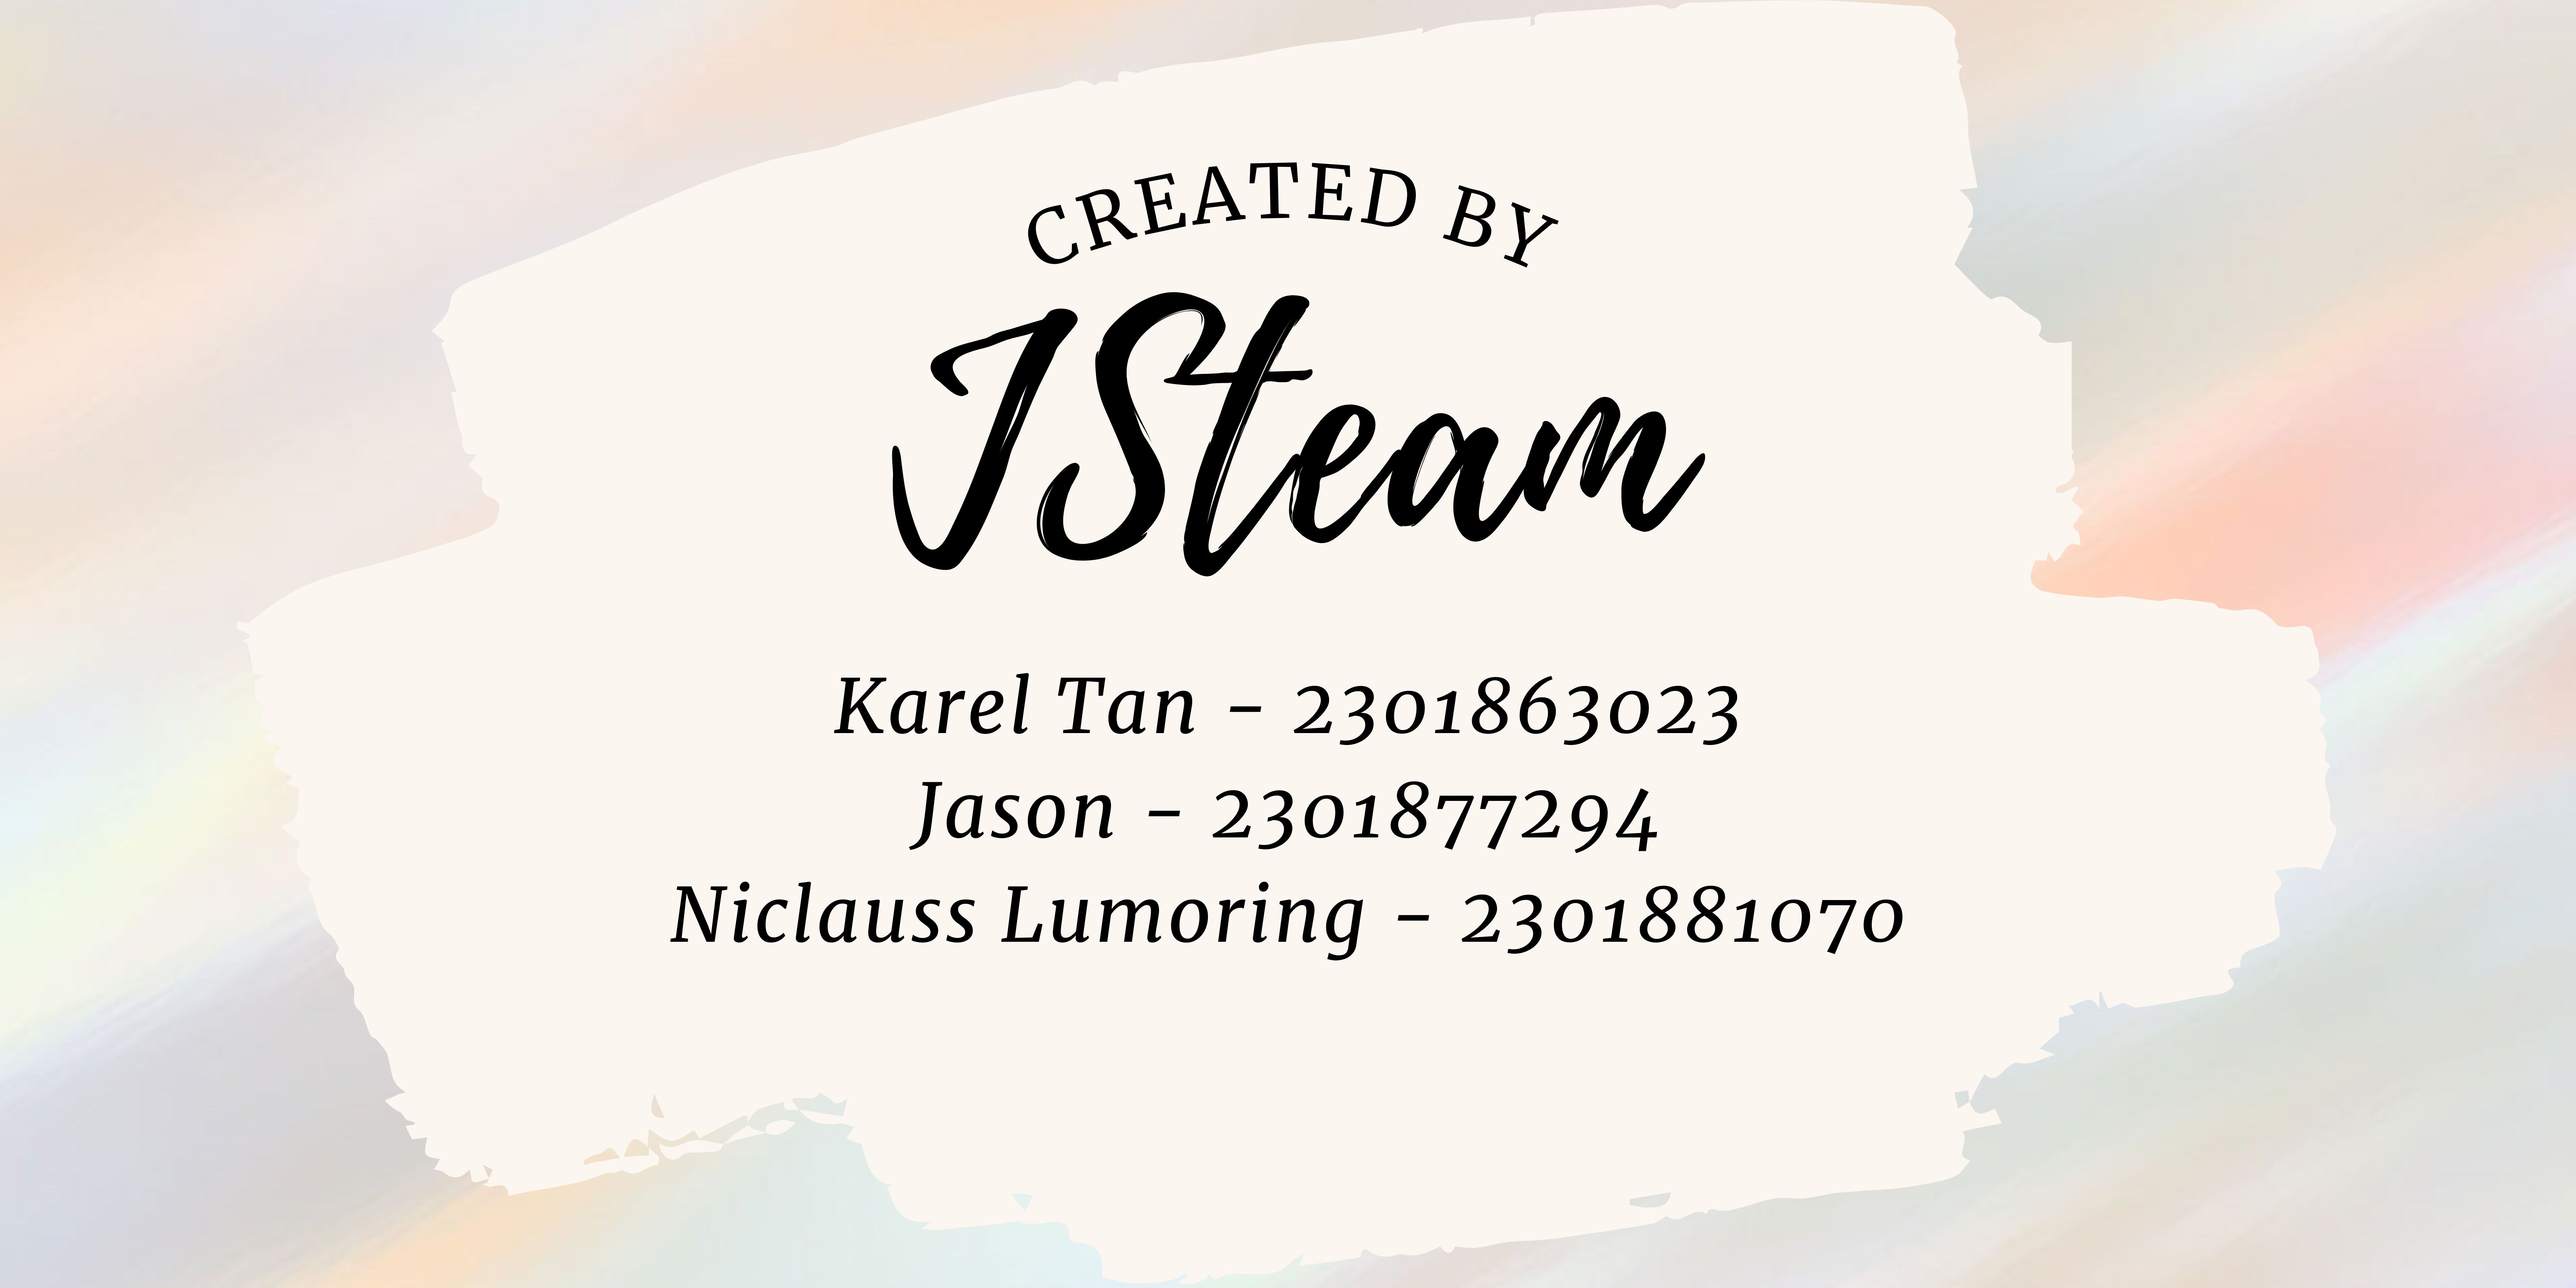 CREATED BY
JSteam
Karel Tan - 2301863023
Jason - 2301877294
Niclauss Lumoring - 2301881070